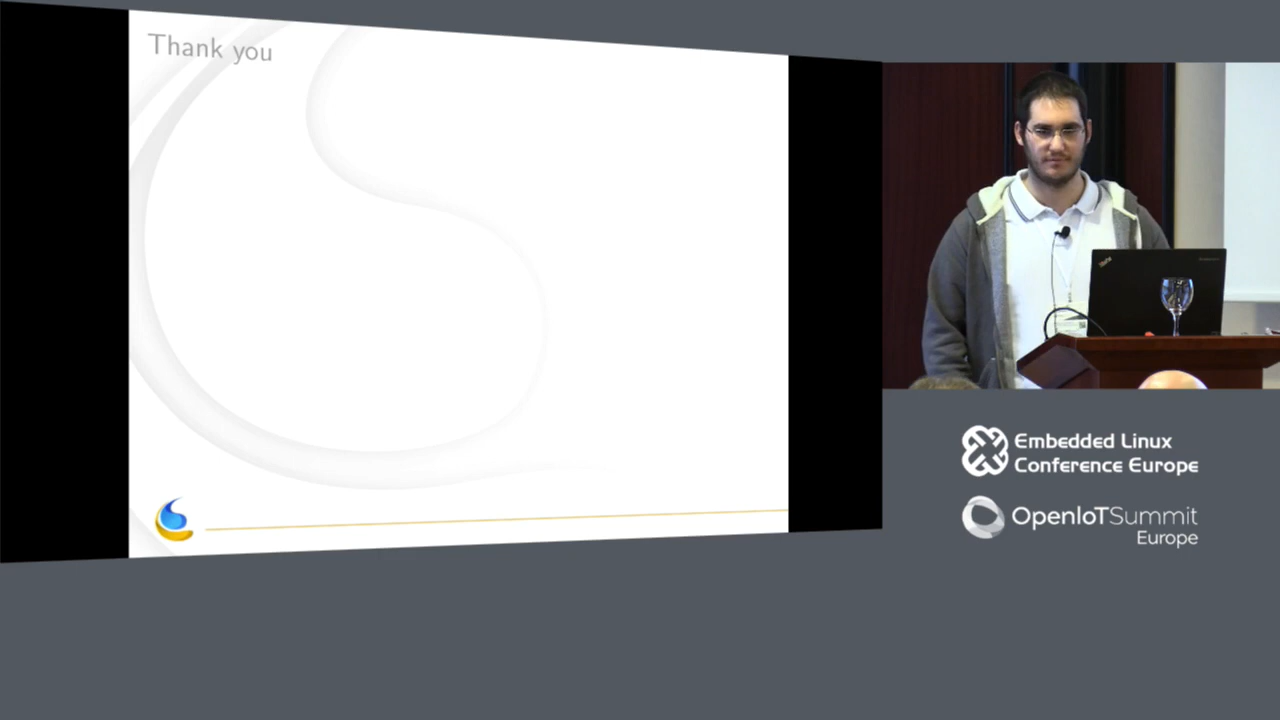 Thank you
Embedded Linux
Conference Europe
OpenIoTSummit
Europe